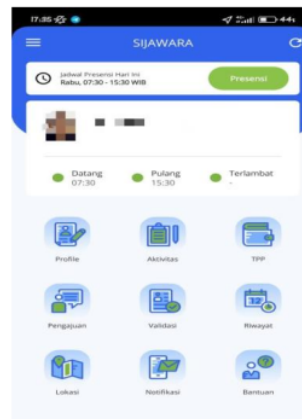 17:35
44%
SIJAWARA
Jadwal Presensi Hari Ini
Rabu, 07:30 - 15:30 WIB
Presensi
Datang
07:30
Pulang
15:30
Terlambat
-
Profile
Aktivitas
TPP
Pengajuan
Validasi
Riwayat
Lokasi
Notifikasi
Bantuan